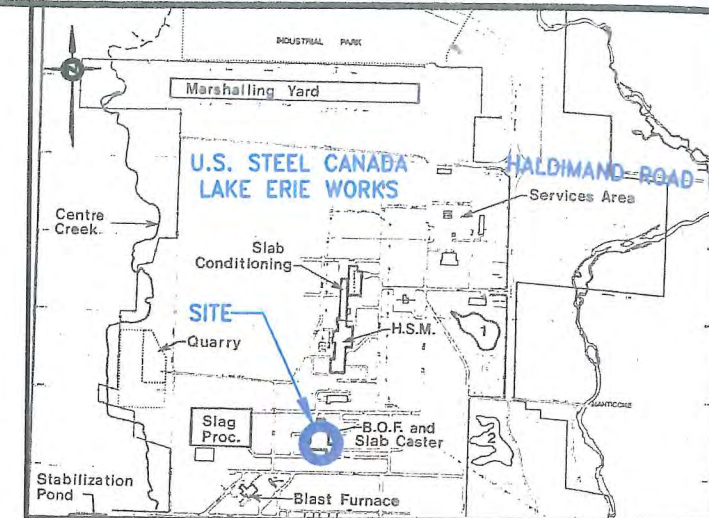 INDUSTRIAL PARK
Marshalling Yard
U.S. STEEL CANADA
LAKE ERIE WORKS
HALDIMAND ROAD
Services Area
Centre
Creek
Slab
Conditioning
SITE
H.S.M.
1
Quarry
NANTICOKE
Slag
Proc.
B.O.F. and
Slab Caster
2
Stabilization
Pond
Blast Furnace